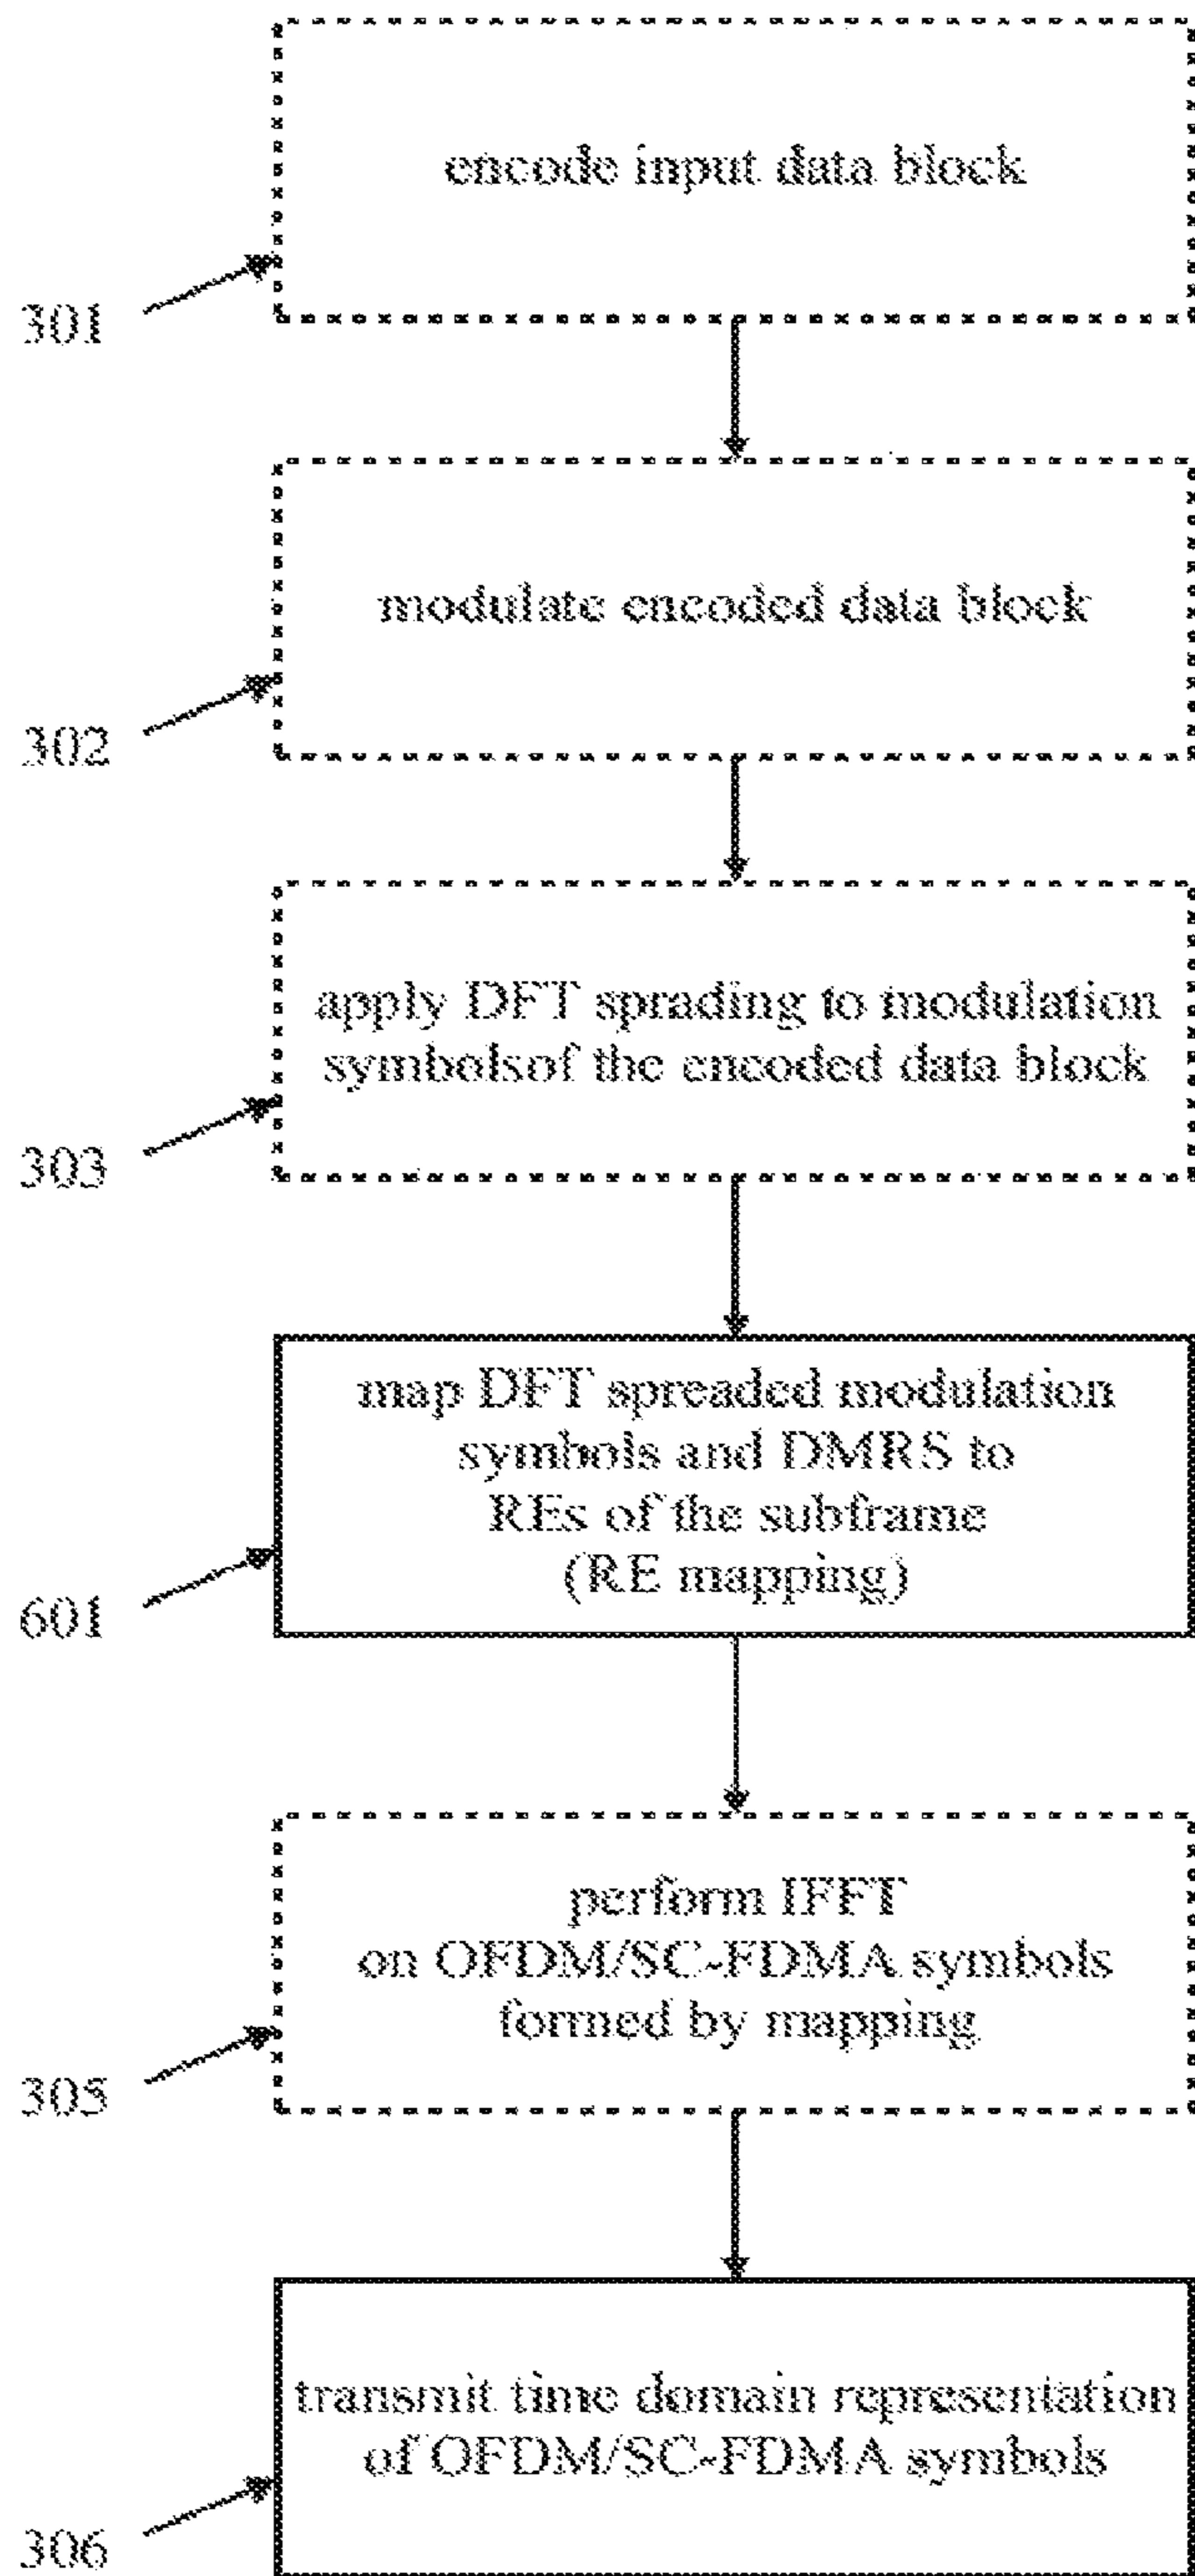 encode input data block
301
modulate encoded data block
302
apply DFT sprading to modulation
symbolsof the encoded data block
303
map DFT spreaded modulation
symbols and DMRS to
REs of the subframe
(RE mapping)
601
perform IFFT
on OFDM/SC-FDMA symbols
formed by mapping
305
transmit time domain representation
of OFDM/SC-FDMA symbols
306